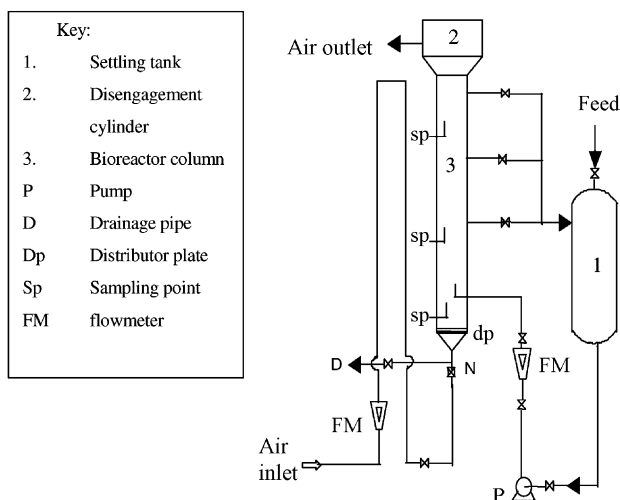 Key:
1. Settling tank
2. Disengagement
cylinder
3. Bioreactor column
P Pump
D Drainage pipe
Dp Distributor plate
Sp Sampling point
FM flowmeter
Air outlet
2
Feed
sp
3
sp
1
sp
dp
D
N
FM
FM
Air
inlet
P